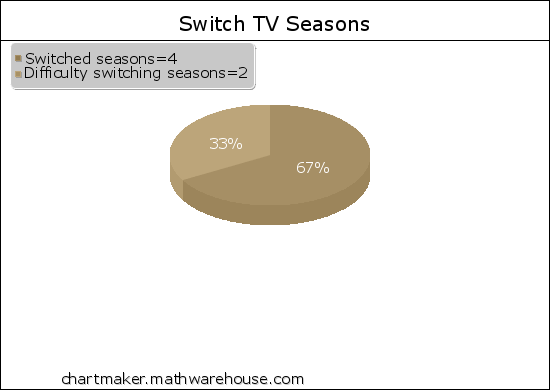 Switch TV Seasons
Switched seasons=4
Difficulty switching seasons=2
33%
67%
chartmaker.mathwarehouse.com